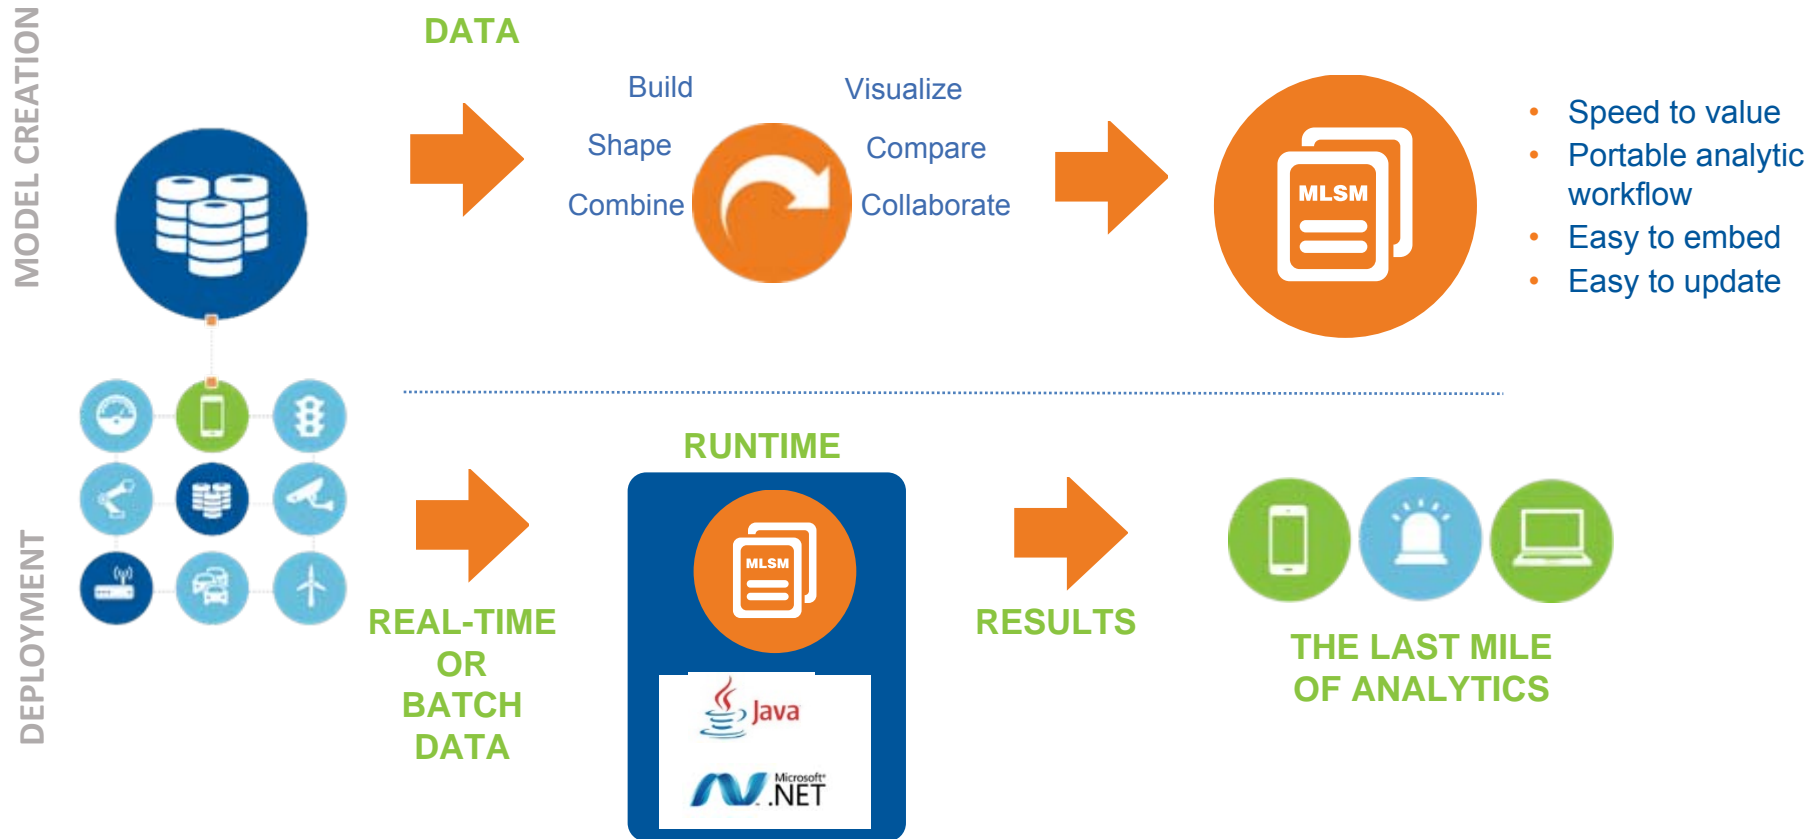 MODEL CREATION
DATA
Build
Visualize
Shape
Compare
Combine
Collaborate
MLSM
• Speed to value
• Portable analytic
workflow
• Easy to embed
• Easy to update
DEPLOYMENT
REAL-TIME
OR
BATCH
DATA
RUNTIME
MLSM
Java
Microsoft®
.NET
RESULTS
THE LAST MILE
OF ANALYTICS